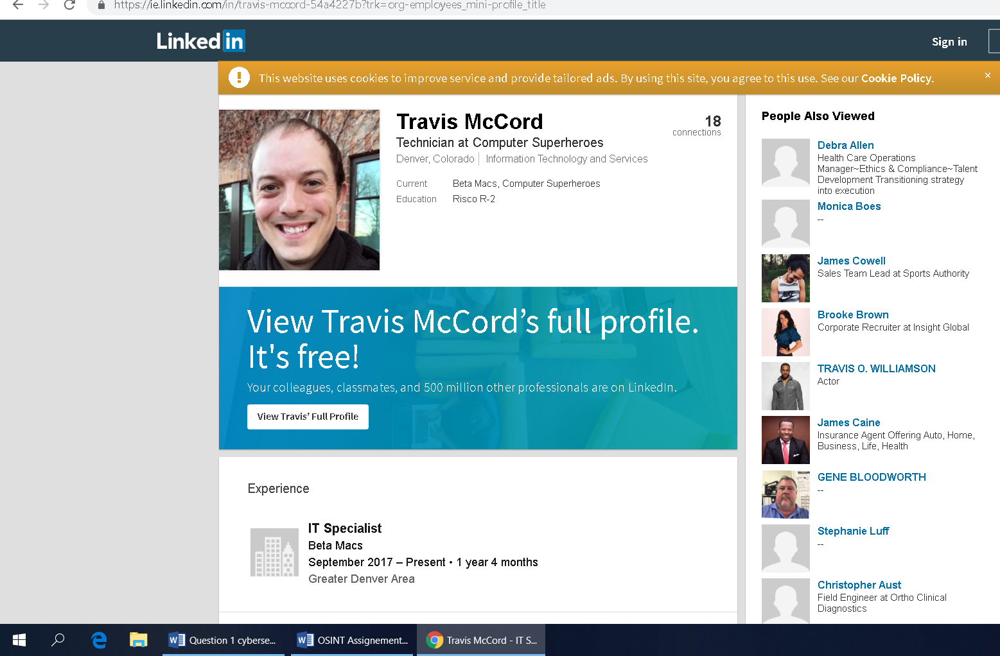 https://ie.linkedin.com/in/travis-mccord-54a4227b?trk=org-employees_mini-profile_title
Linked in
Sign in
This website uses cookies to improve service and provide tailored ads. By using this site, you agree to this use. See our Cookie Policy.
×
Travis McCord
18
connections
Technician at Computer Superheroes
Denver, Colorado | Information Technology and Services
Current Beta Macs, Computer Superheroes
Education Risco R-2
View Travis McCord’s full profile.
It's free!
Your colleagues, classmates, and 500 million other professionals are on LinkedIn.
View Travis’ Full Profile
Experience
IT Specialist
Beta Macs
September 2017 – Present • 1 year 4 months
Greater Denver Area
People Also Viewed
Debra Allen
Health Care Operations
Manager~Ethics & Compliance~Talent
Development Transitioning strategy
into execution
Monica Boes
--
James Cowell
Sales Team Lead at Sports Authority
NIKE
Brooke Brown
Corporate Recruiter at Insight Global
TRAVIS O. WILLIAMSON
Actor
James Caine
Insurance Agent Offering Auto, Home,
Business, Life, Health
GENE BLOODWORTH
--
Stephanie Luff
--
Christopher Aust
Field Engineer at Ortho Clinical
Diagnostics
Question 1 cyberse...
OSINT Assignement...
Travis McCord - IT S...